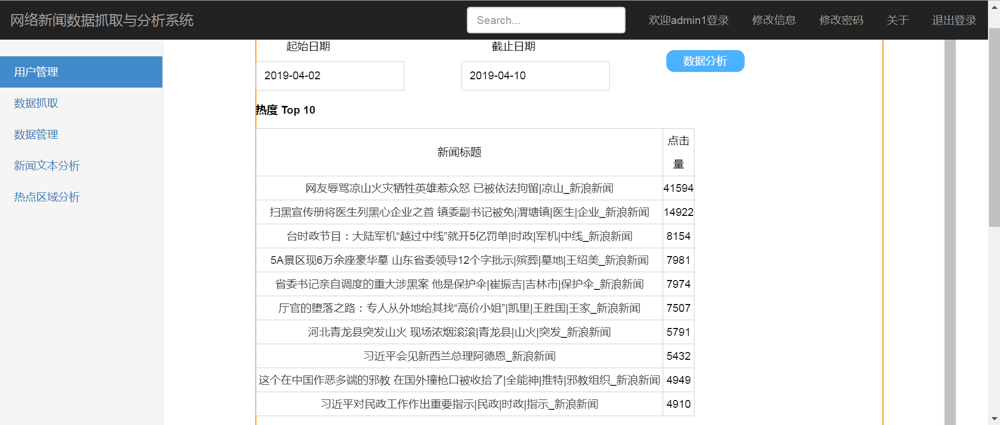 网络新闻数据抓取与分析系统
Search...
欢迎admin1登录
修改信息
修改密码
关于
退出登录
用户管理
数据抓取
数据管理
新闻文本分析
热点区域分析
起始日期
截止日期
2019-04-02
2019-04-10
数据分析
热度 Top 10
新闻标题
点击
量
网友辱骂凉山火灾牺牲英雄惹众怒 已被依法拘留|凉山_新浪新闻 41594
扫黑宣传册将医生列黑心企业之首 镇委副书记被免|渭塘镇|医生|企业_新浪新闻 14922
台时政节目：大陆军机“越过中线”就开5亿罚单|时政|军机|中线_新浪新闻 8154
5A景区现6万余座豪华墓 山东省委领导12个字批示|殡葬|墓地|王绍美_新浪新闻 7981
省委书记亲自调度的重大涉黑案 他是保护伞|崔振吉|吉林市|保护伞_新浪新闻 7974
厅官的堕落之路：专人从外地给其找“高价小姐”|凯里|王胜国|王家_新浪新闻 7507
河北青龙县突发山火 现场浓烟滚滚|青龙县|山火|突发_新浪新闻 5791
习近平会见新西兰总理阿德恩_新浪新闻 5432
这个在中国作恶多端的邪教 在国外撞枪口被收拾了|全能神|推特|邪教组织_新浪新闻 4949
习近平对民政工作作出重要指示|民政|时政|指示_新浪新闻 4910